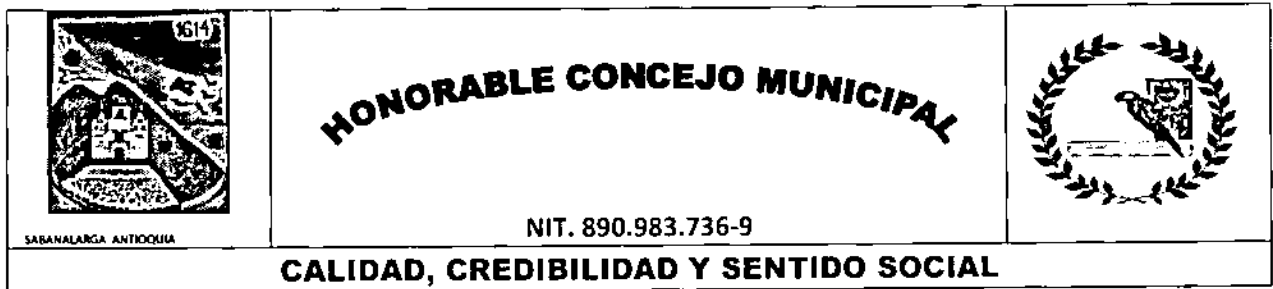 1614
SABANALARGA ANTIOQUIA
HONORABLE CONCEJO MUNICIPAL
NIT. 890.983.736-9
CALIDAD, CREDIBILIDAD Y SENTIDO SOCIAL